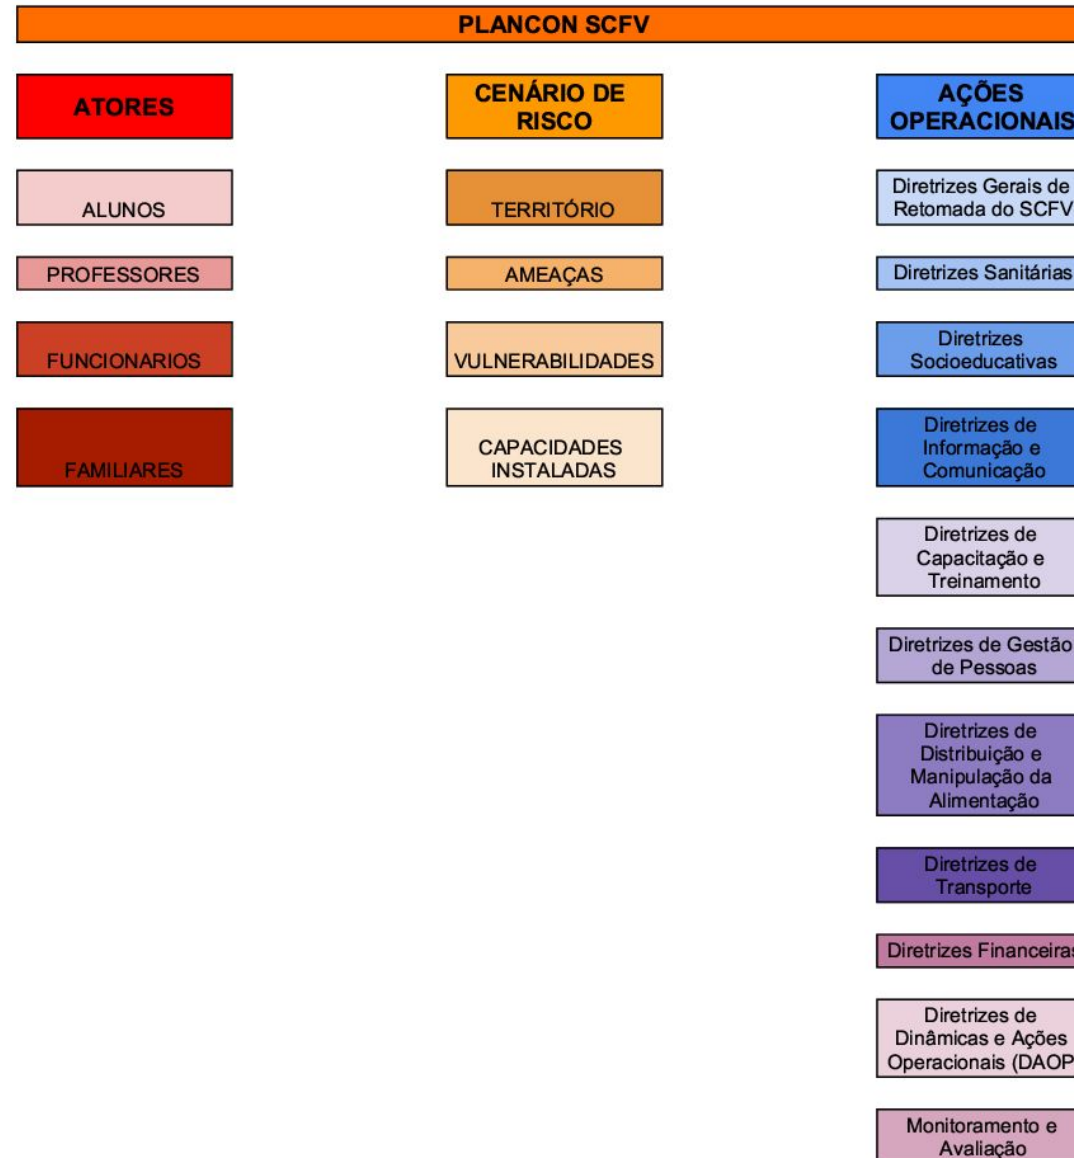 PLANCON SCFV
ATORES
ALUNOS
PROFESSORES
FUNCIONARIOS
FAMILIARES
CENÁRIO DE
RISCO
TERRITÓRIO
AMEAÇAS
VULNERABILIDADES
CAPACIDADES
INSTALADAS
AÇÕES
OPERACIONAIS
Diretrizes Gerais de
Retomada do SCFV
Diretrizes Sanitárias
Diretrizes
Socioeducativas
Diretrizes de
Informação e
Comunicação
Diretrizes de
Capacitação e
Treinamento
Diretrizes de Gestão
de Pessoas
Diretrizes de
Distribuição e
Manipulação da
Alimentação
Diretrizes de
Transporte
Diretrizes Financeiras
Diretrizes de
Dinâmicas e Ações
Operacionais (DAOP
Monitoramento e
Avaliação